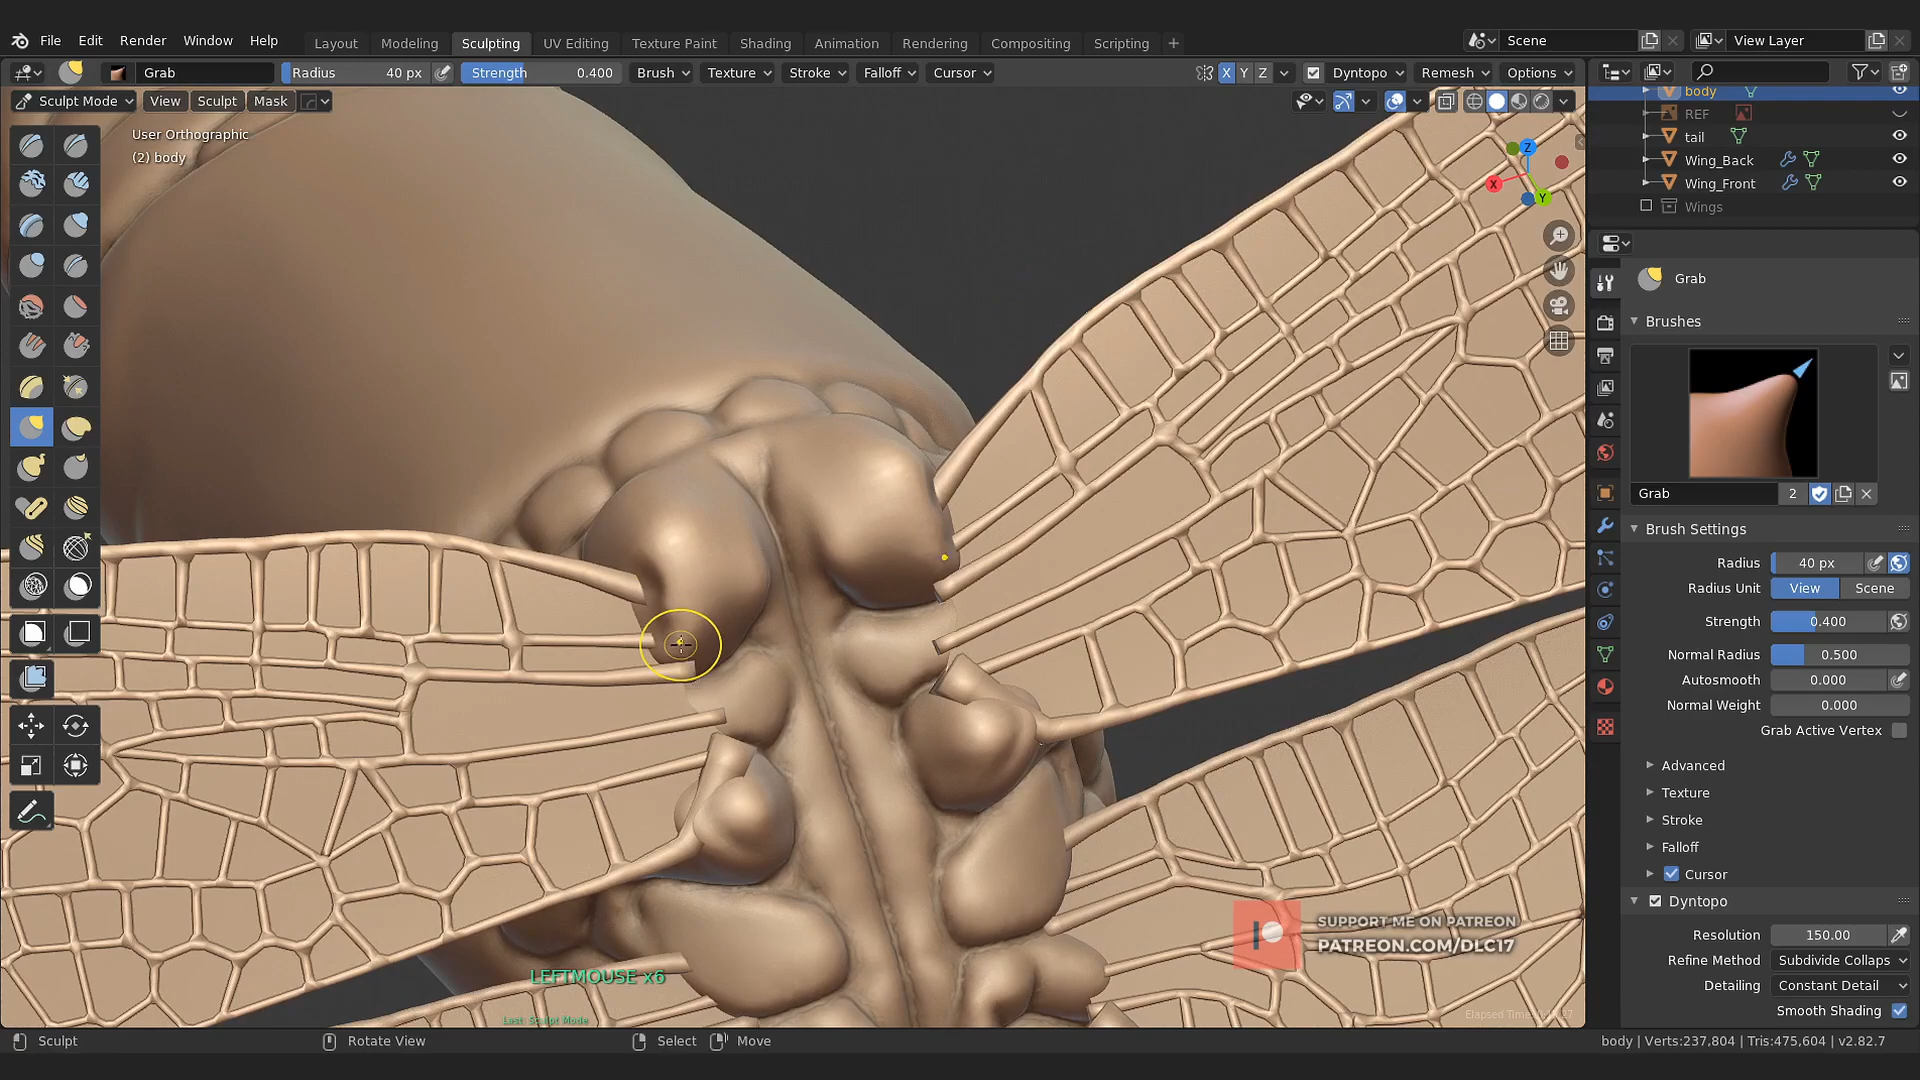 File Edit Render Window Help Layout Modeling Sculpting UV Editing Texture Paint Shading Animation Rendering Compositing Scripting + Scene View Layer
Grab Radius 40 px Strength 0.400 Brush Texture Stroke Falloff Cursor X Y Z Dyntopo Remesh Options
Sculpt Mode View Sculpt Mask
User Orthographic
(2) body
body
REF
tail
Wing_Back
Wing_Front
Wings
Z
X
Y
Grab
Brushes
Grab 2
Brush Settings
Radius 40 px
Radius Unit View Scene
Strength 0.400
Normal Radius 0.500
Autosmooth 0.000
Normal Weight 0.000
Grab Active Vertex
Advanced
Texture
Stroke
Falloff
Cursor
Dyntopo
Resolution 150.00
Refine Method Subdivide Collaps
Detailing Constant Detail
Smooth Shading
SUPPORT ME ON PATREON
PATREON.COM/DLC17
LEFTMOUSE x6
Last: Sculpt Mode
Sculpt Rotate View Select Move body | Verts:237,804 | Tris:475,604 | v2.82.7